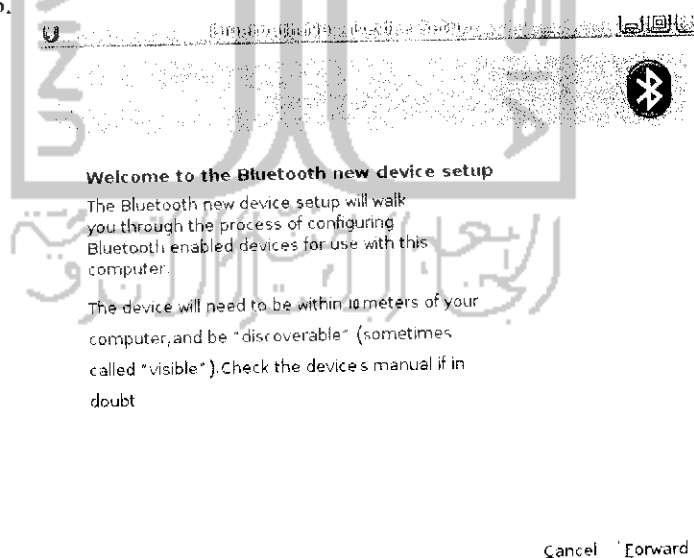 Welcome to the Bluetooth new device setup
The Bluetooth new device setup will walk
you through the process of configuring
Bluetooth enabled devices for use with this
computer.
The device will need to be within 10 meters of your
computer,and be "discoverable" (sometimes
called "visible").Check the devices manual if in
doubt
Cancel Forward